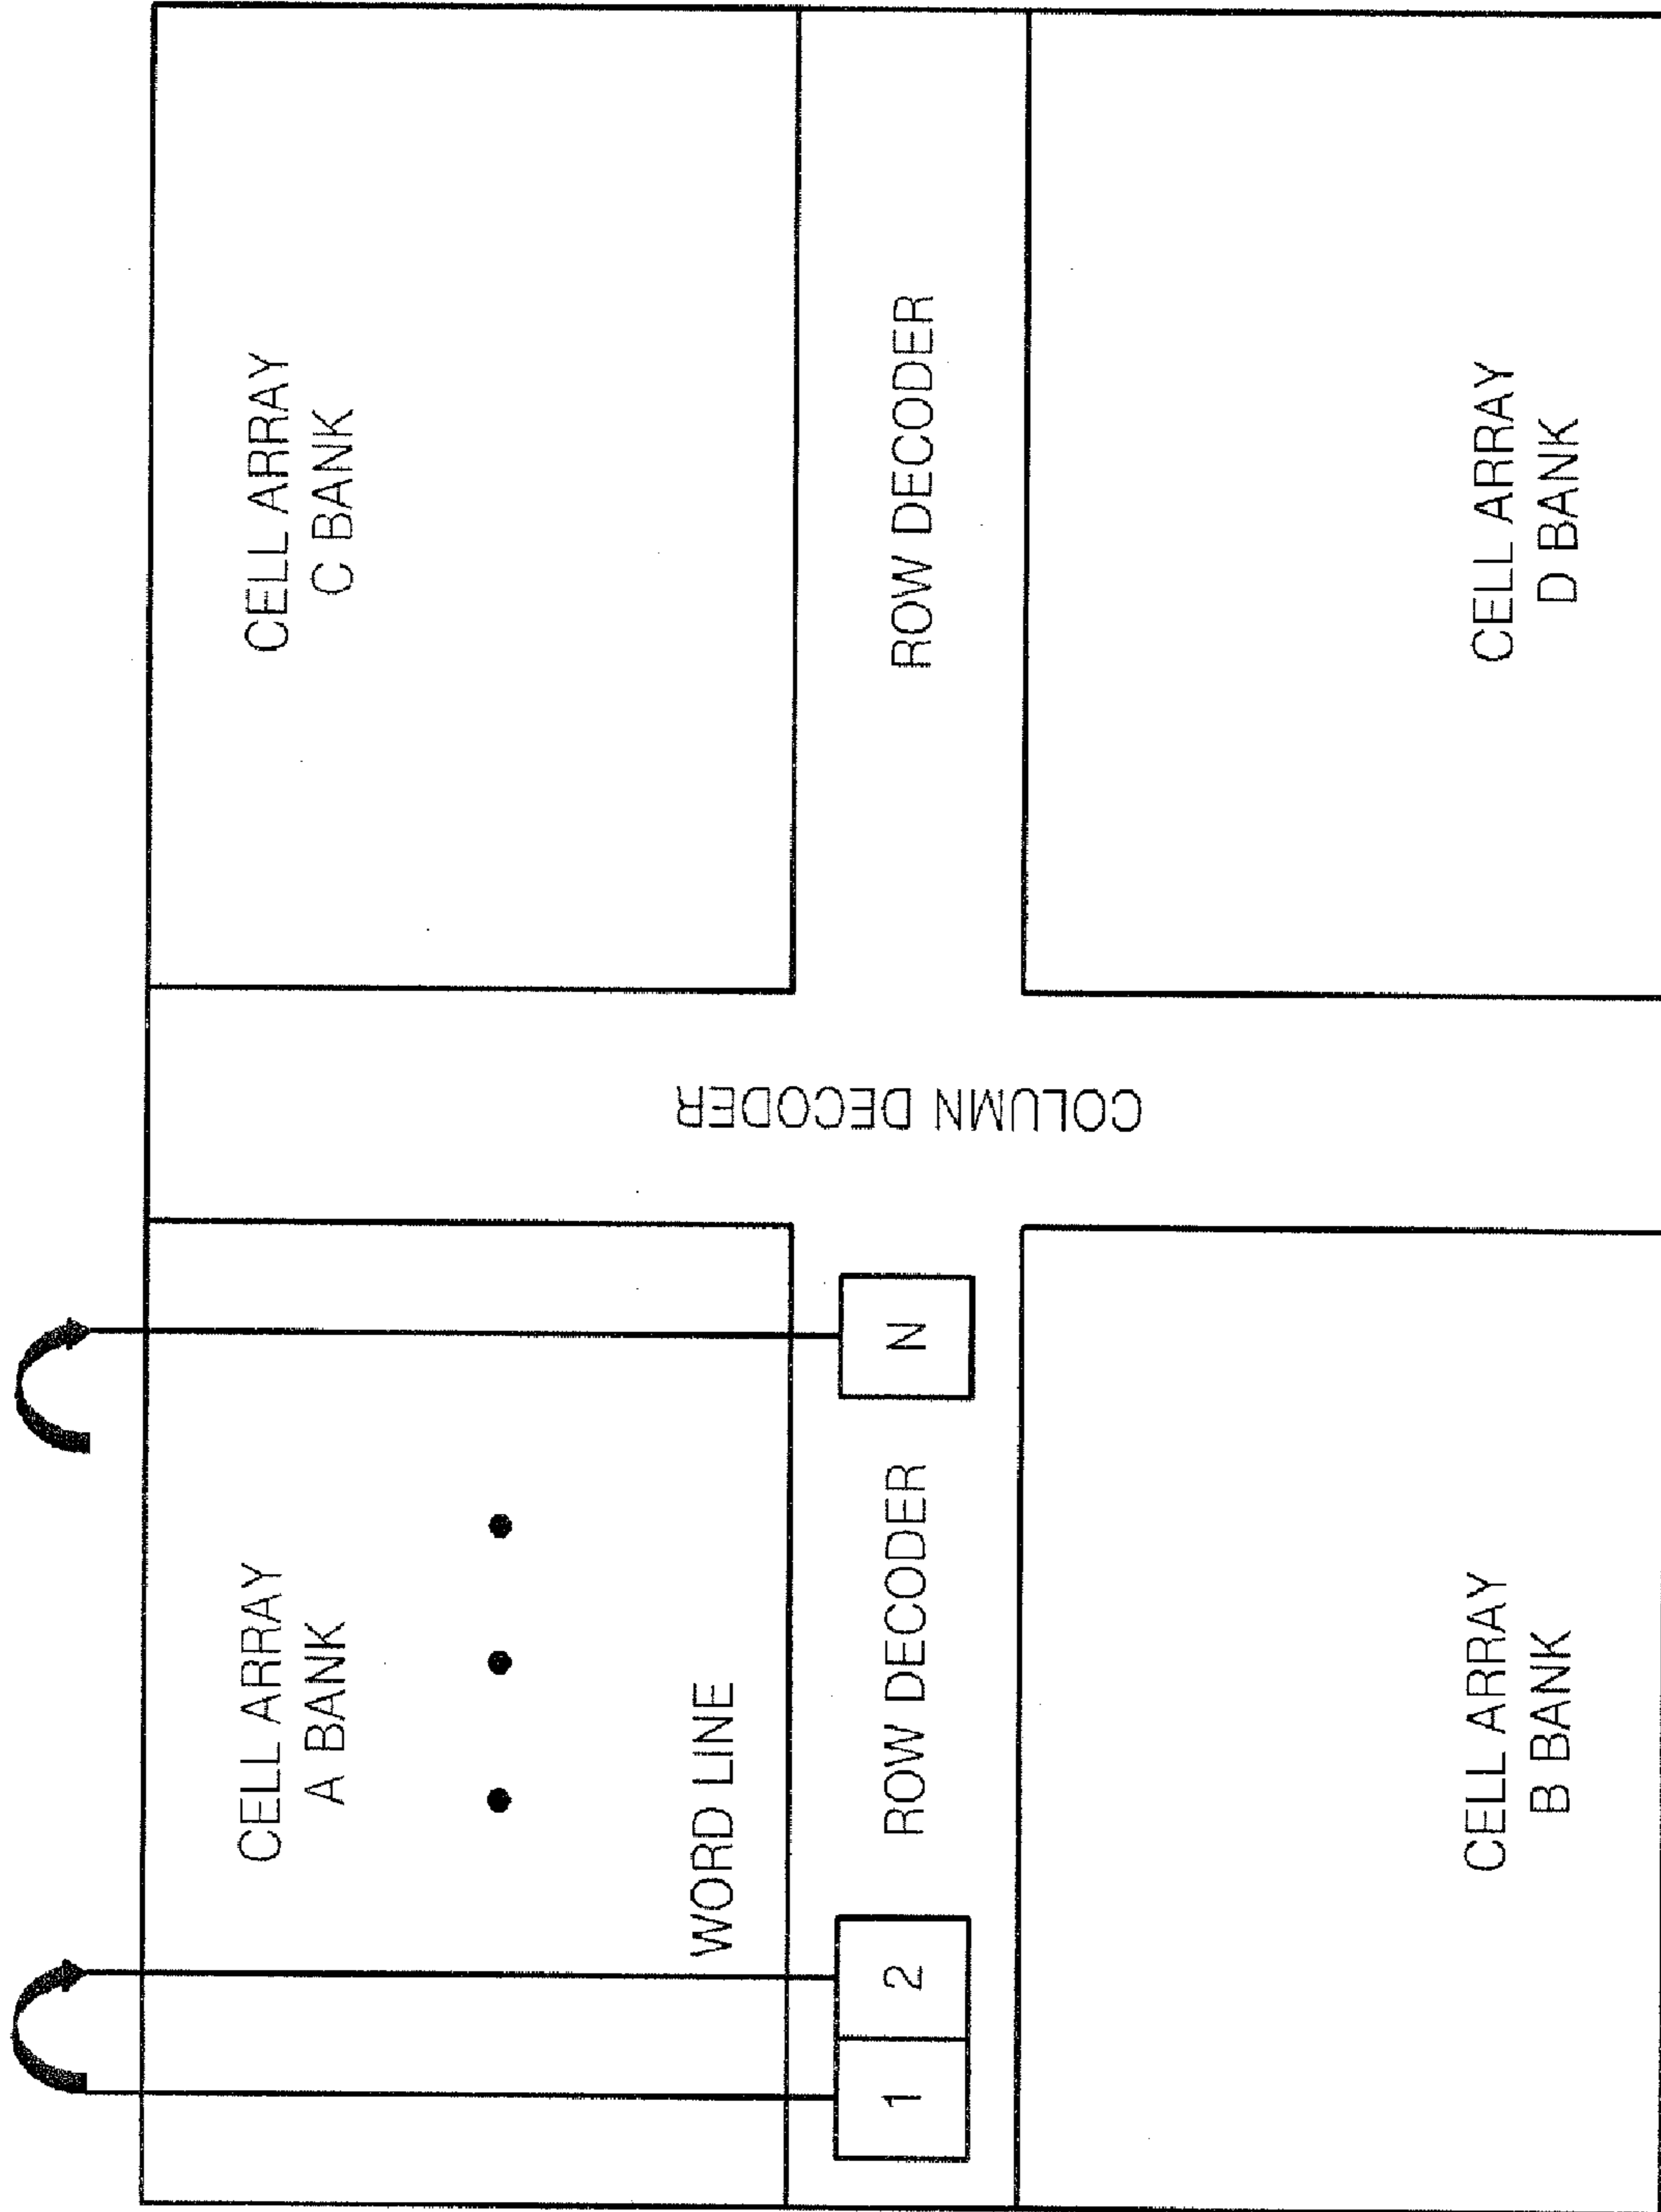 CELL ARRAY
A BANK
WORD LINE
1
2
ROW DECODER
N
CELL ARRAY
B BANK
COLUMN DECODER
CELL ARRAY
C BANK
ROW DECODER
CELL ARRAY
D BANK